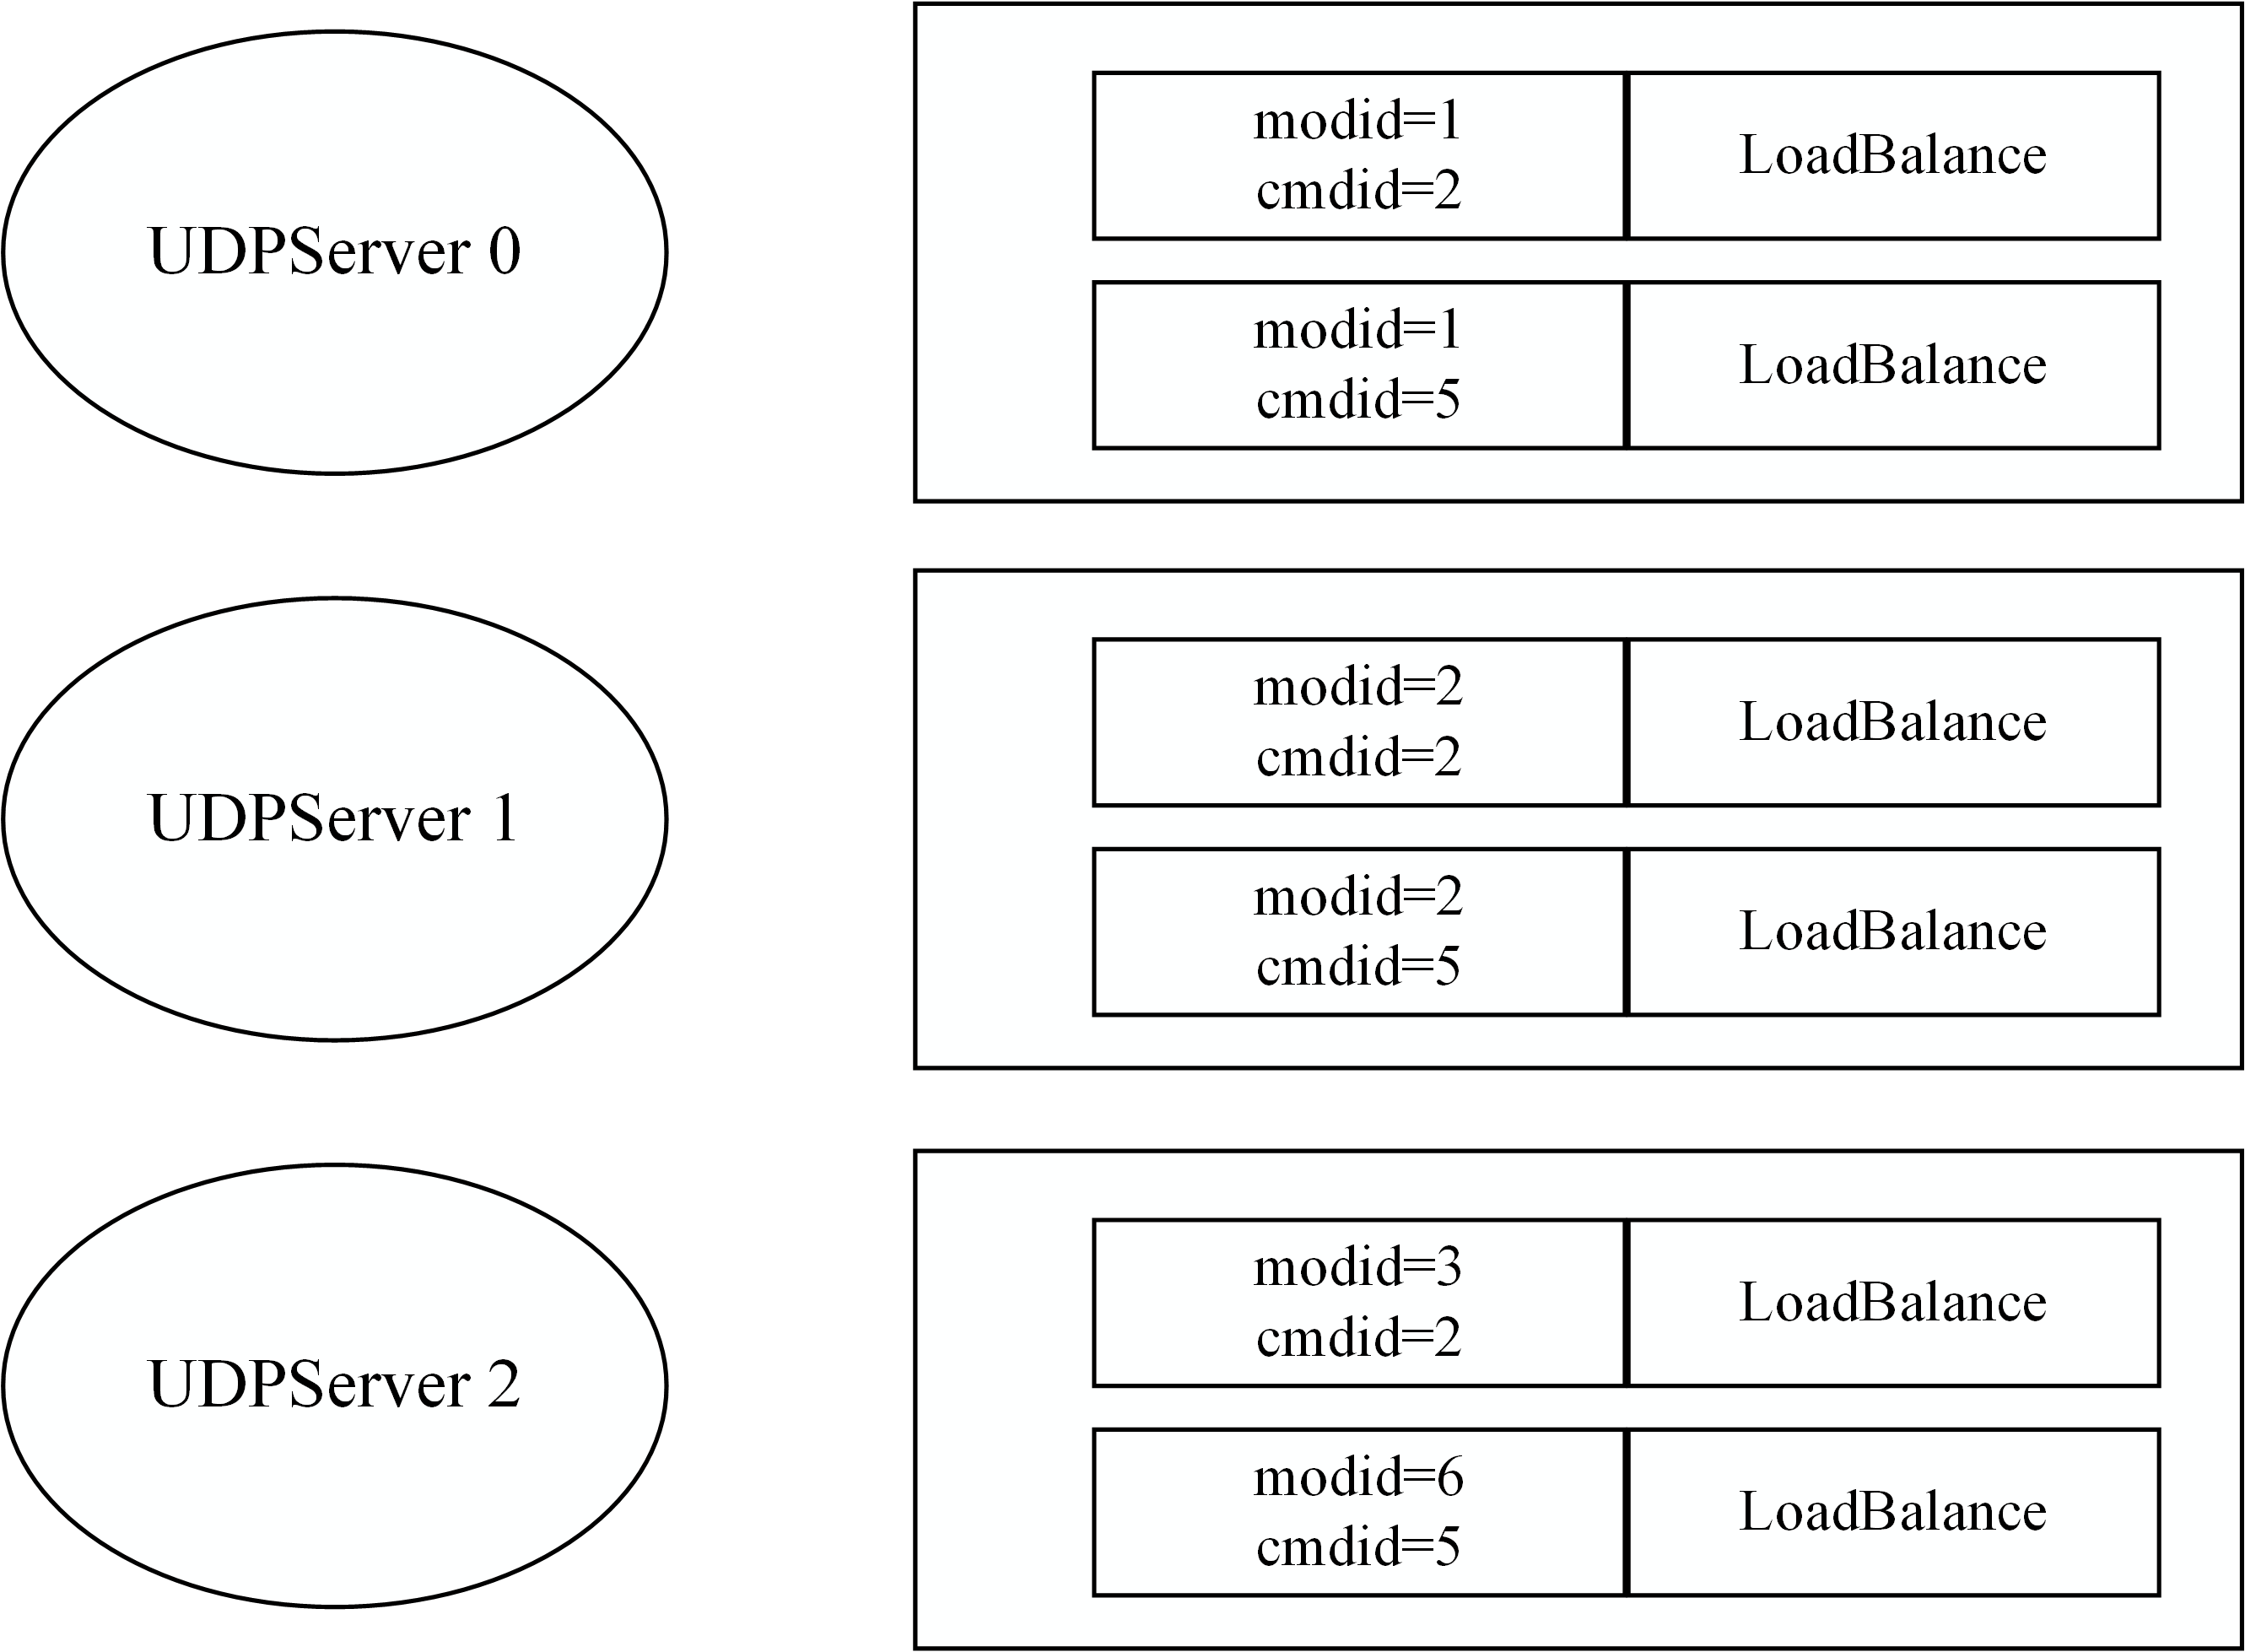 UDPServer 0
modid=1
cmdid=2
LoadBalance
modid=1
cmdid=5
LoadBalance
UDPServer 1
modid=2
cmdid=2
LoadBalance
modid=2
cmdid=5
LoadBalance
UDPServer 2
modid=3
cmdid=2
LoadBalance
modid=6
cmdid=5
LoadBalance